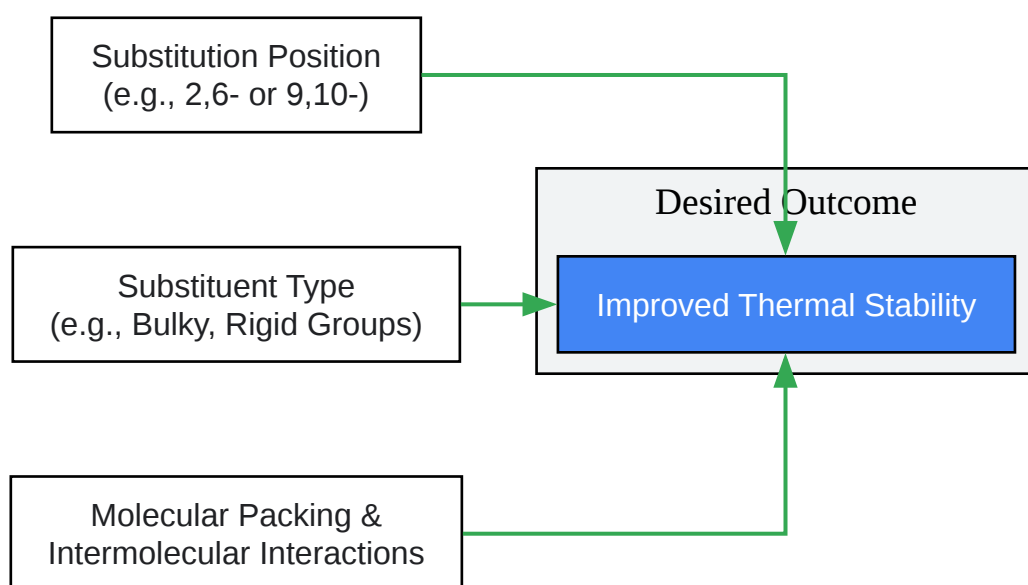 Substitution Position
(e.g., 2,6- or 9,10-)
Desired Outcome
Substituent Type
(e.g., Bulky, Rigid Groups)
Improved Thermal Stability
Molecular Packing &
Intermolecular Interactions